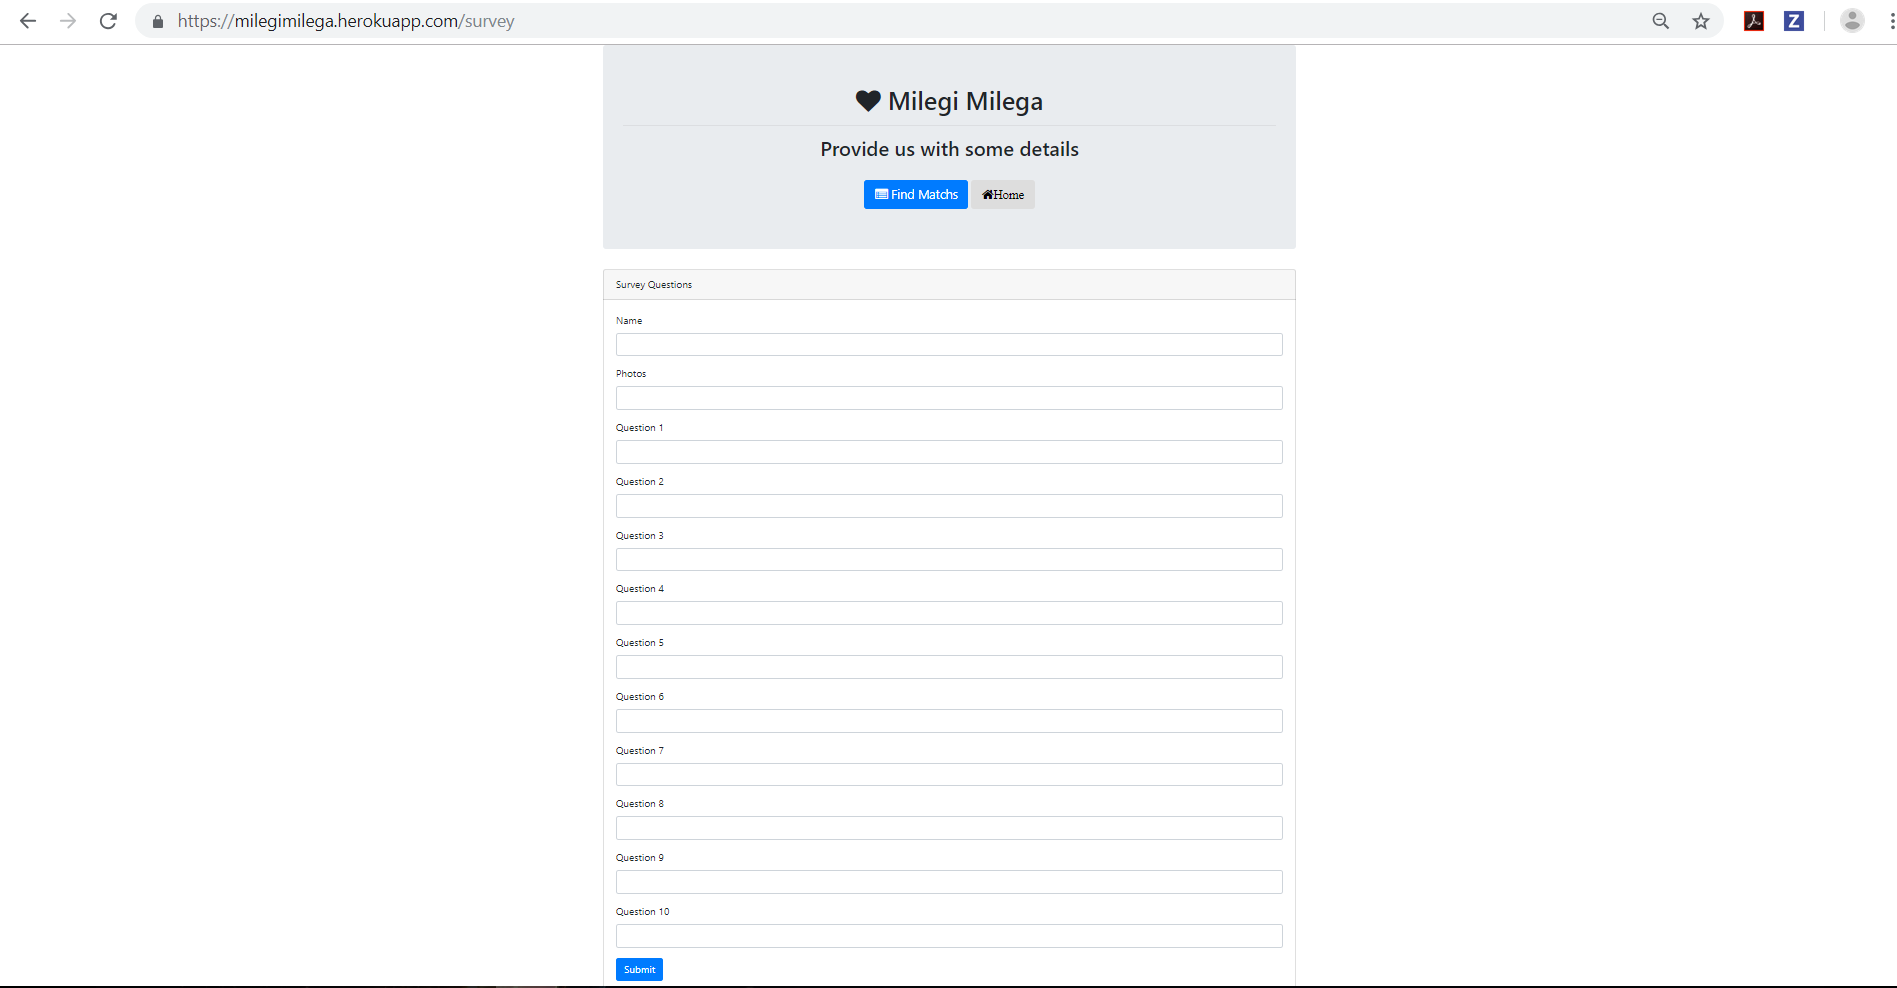 https://milegimilega.herokuapp.com/survey
Z
Milegi Milega
Provide us with some details
Find Matchs Home
Survey Questions
Name
Photos
Question 1
Question 2
Question 3
Question 4
Question 5
Question 6
Question 7
Question 8
Question 9
Question 10
Submit